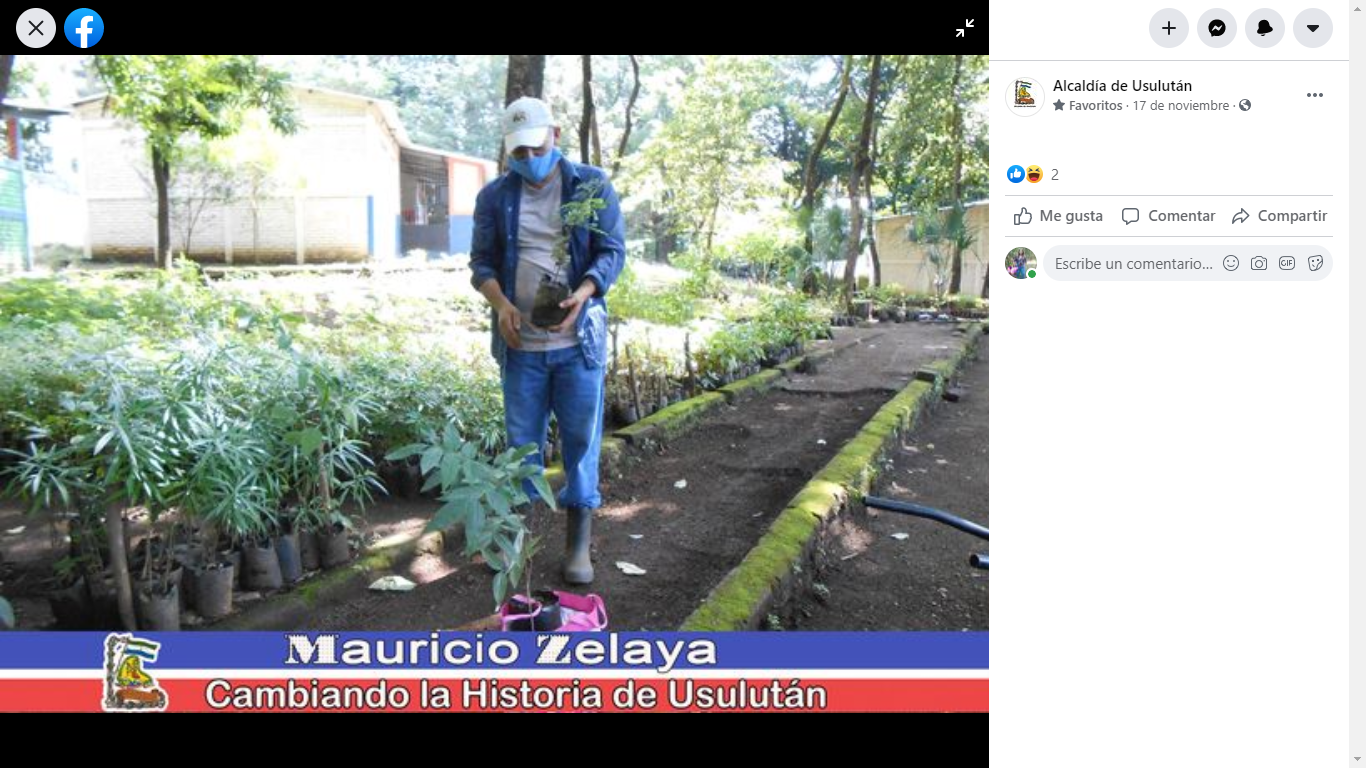 Alcaldía de Usulután
Favoritos · 17 de noviembre ·
2
Me gusta Comentar Compartir
Escribe un comentario... GIF
Mauricio Zelaya
Cambiando la Historia de Usulután